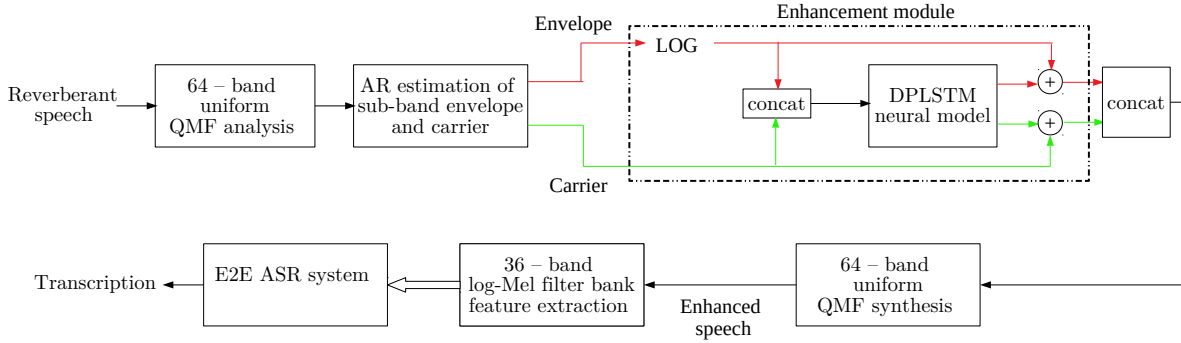 Envelope
Enhancement module
LOG
Reverberant
speech
64 – band
uniform
QMF analysis
AR estimation of
sub-band envelope
and carrier
concat
DPLSTM
neural model
+
+
concat
Carrier
Transcription
E2E ASR system
36 – band
log-Mel filter bank
feature extraction
Enhanced
speech
64 – band
uniform
QMF synthesis